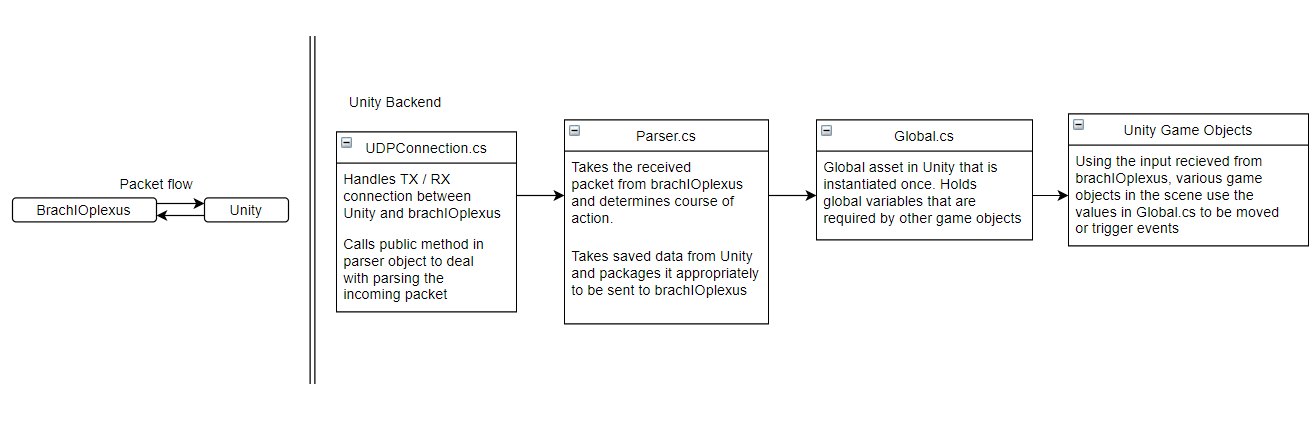 Packet flow
BrachIOplexus
Unity
Unity Backend
UDPConnection.cs
Handles TX / RX
connection between
Unity and brachIOplexus
Calls public method in
parser object to deal
with parsing the
incoming packet
Parser.cs
Takes the received
packet from brachIOplexus
and determines course of
action.
Takes saved data from Unity
and packages it appropriately
to be sent to brachIOplexus
Global.cs
Global asset in Unity that is
instantiated once. Holds
global variables that are
required by other game objects
Unity Game Objects
Using the input recieved from
brachIOplexus, various game
objects in the scene use the
values in Global.cs to be moved
or trigger events